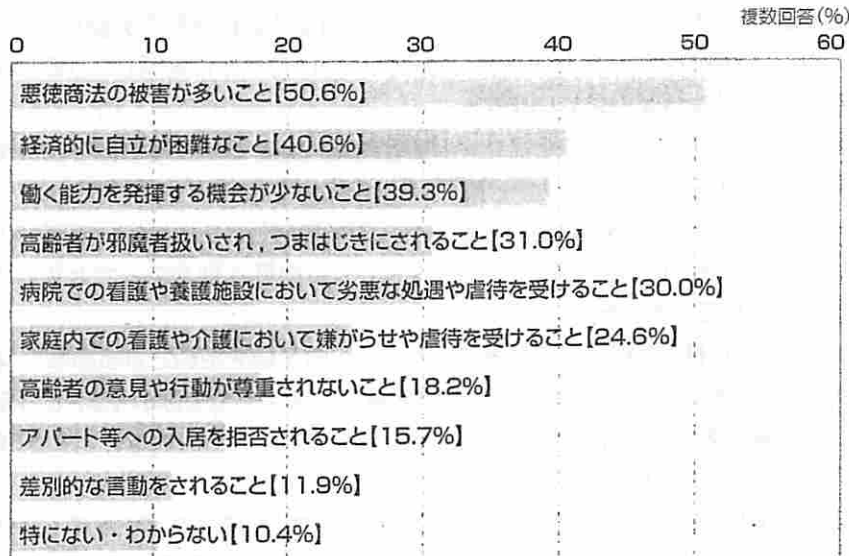 複数回答(%)
0 10 20 30 40 50 60
悪徳商法の被害が多いこと【50.6%】
経済的に自立が困難なこと【40.6%】
働く能力を発揮する機会が少ないこと【39.3%】
高齢者が邪魔者扱いされ，つまはじきにされること【31.0%】
病院での看護や養護施設において劣悪な処遇や虐待を受けること【30.0%】
家庭内での看護や介護において嫌がらせや虐待を受けること【24.6%】
高齢者の意見や行動が尊重されないこと【18.2%】
アパート等への入居を拒否されること【15.7%】
差別的な言動をされること【11.9%】
特にない・わからない【10.4%】